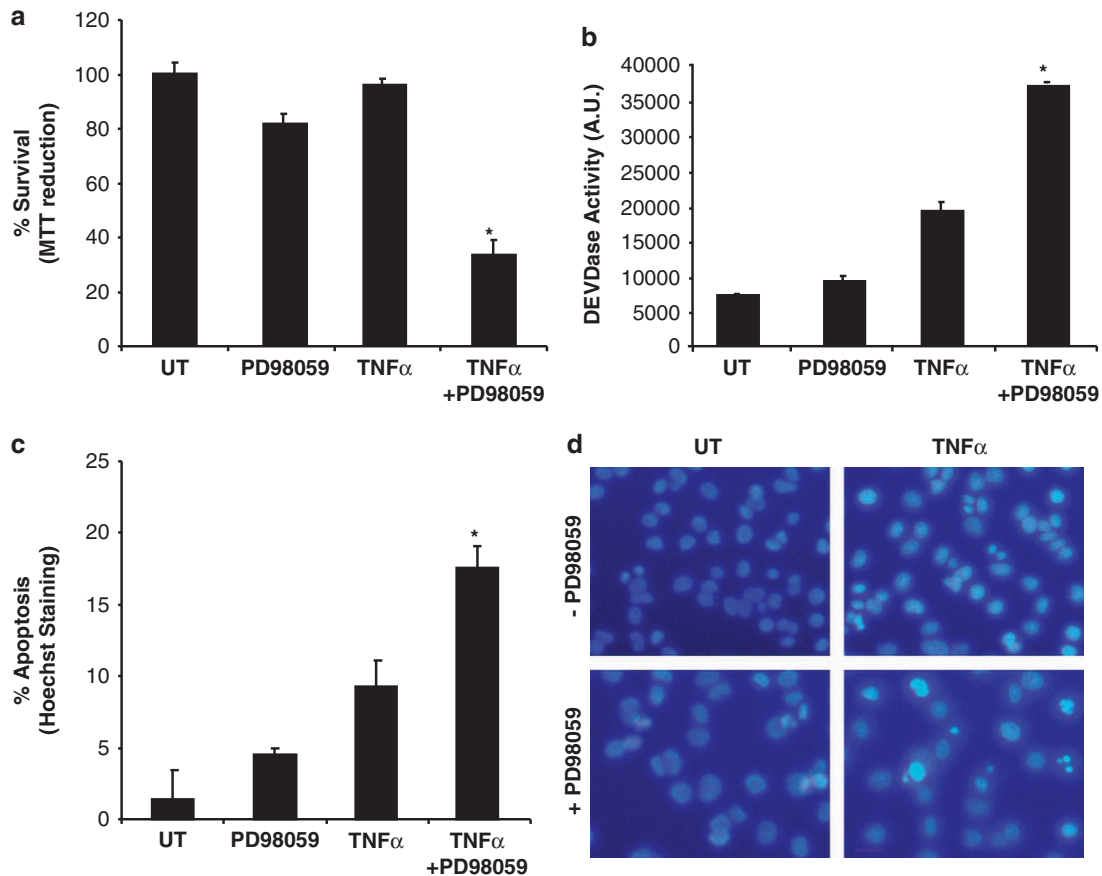 a
120
100
80
60
40
20
0
% Survival
(MTT reduction)
*
UT
PD98059
TNFα
TNFα
+PD98059
b
40000
35000
30000
25000
20000
15000
10000
5000
0
DEVDase Activity (A.U.)
*
UT
PD98059
TNFα
TNFα
+PD98059
c
25
20
15
10
5
0
% Apoptosis
(Hoechst Staining)
*
UT
PD98059
TNFα
TNFα
+PD98059
d
UT
TNFα
- PD98059
+ PD98059